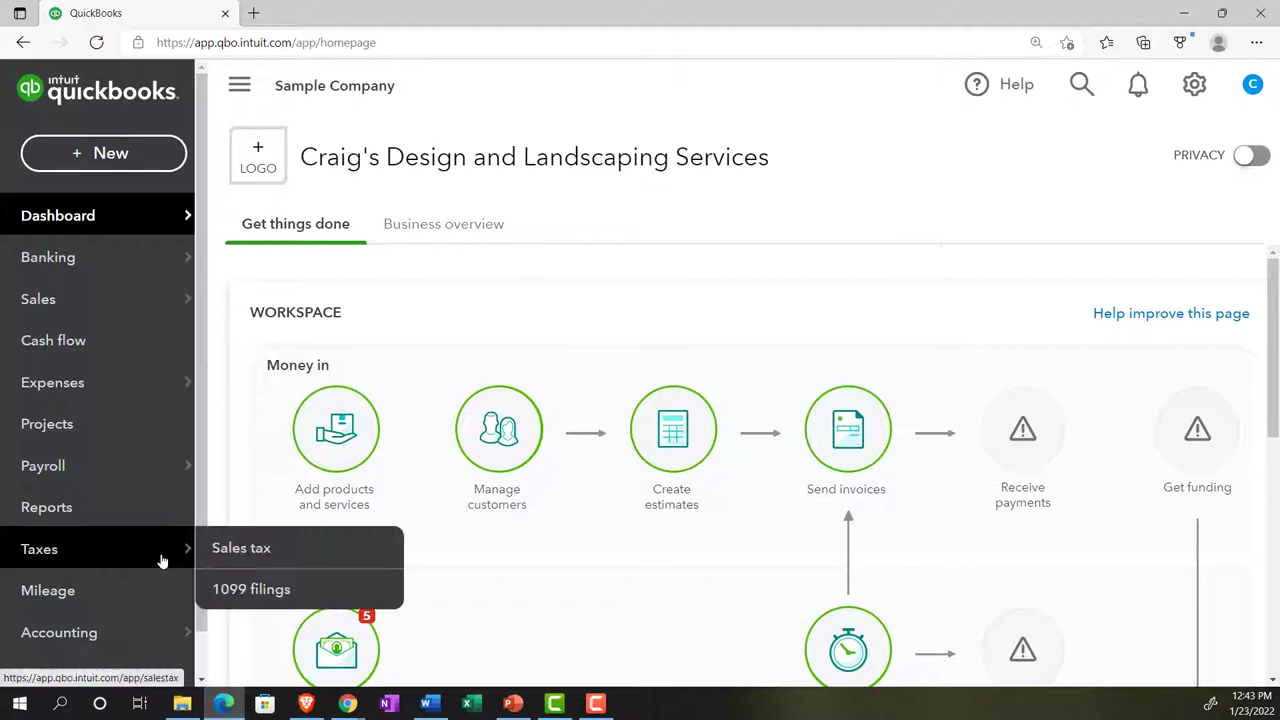 QuickBooks
https://app.qbo.intuit.com/app/homepage
intuit
quickbooks.
Sample Company
Help
C
+ New
+
LOGO
Craig's Design and Landscaping Services
PRIVACY
Dashboard
Banking
Sales
Cash flow
Expenses
Projects
Payroll
Reports
Taxes
Mileage
Accounting
Sales tax
1099 filings
Get things done
Business overview
WORKSPACE
Help improve this page
Money in
Add products
and services
Manage
customers
Create
estimates
Send invoices
Receive
payments
Get funding
5
https://app.qbo.intuit.com/app/salestax
12:43 PM
1/23/2022